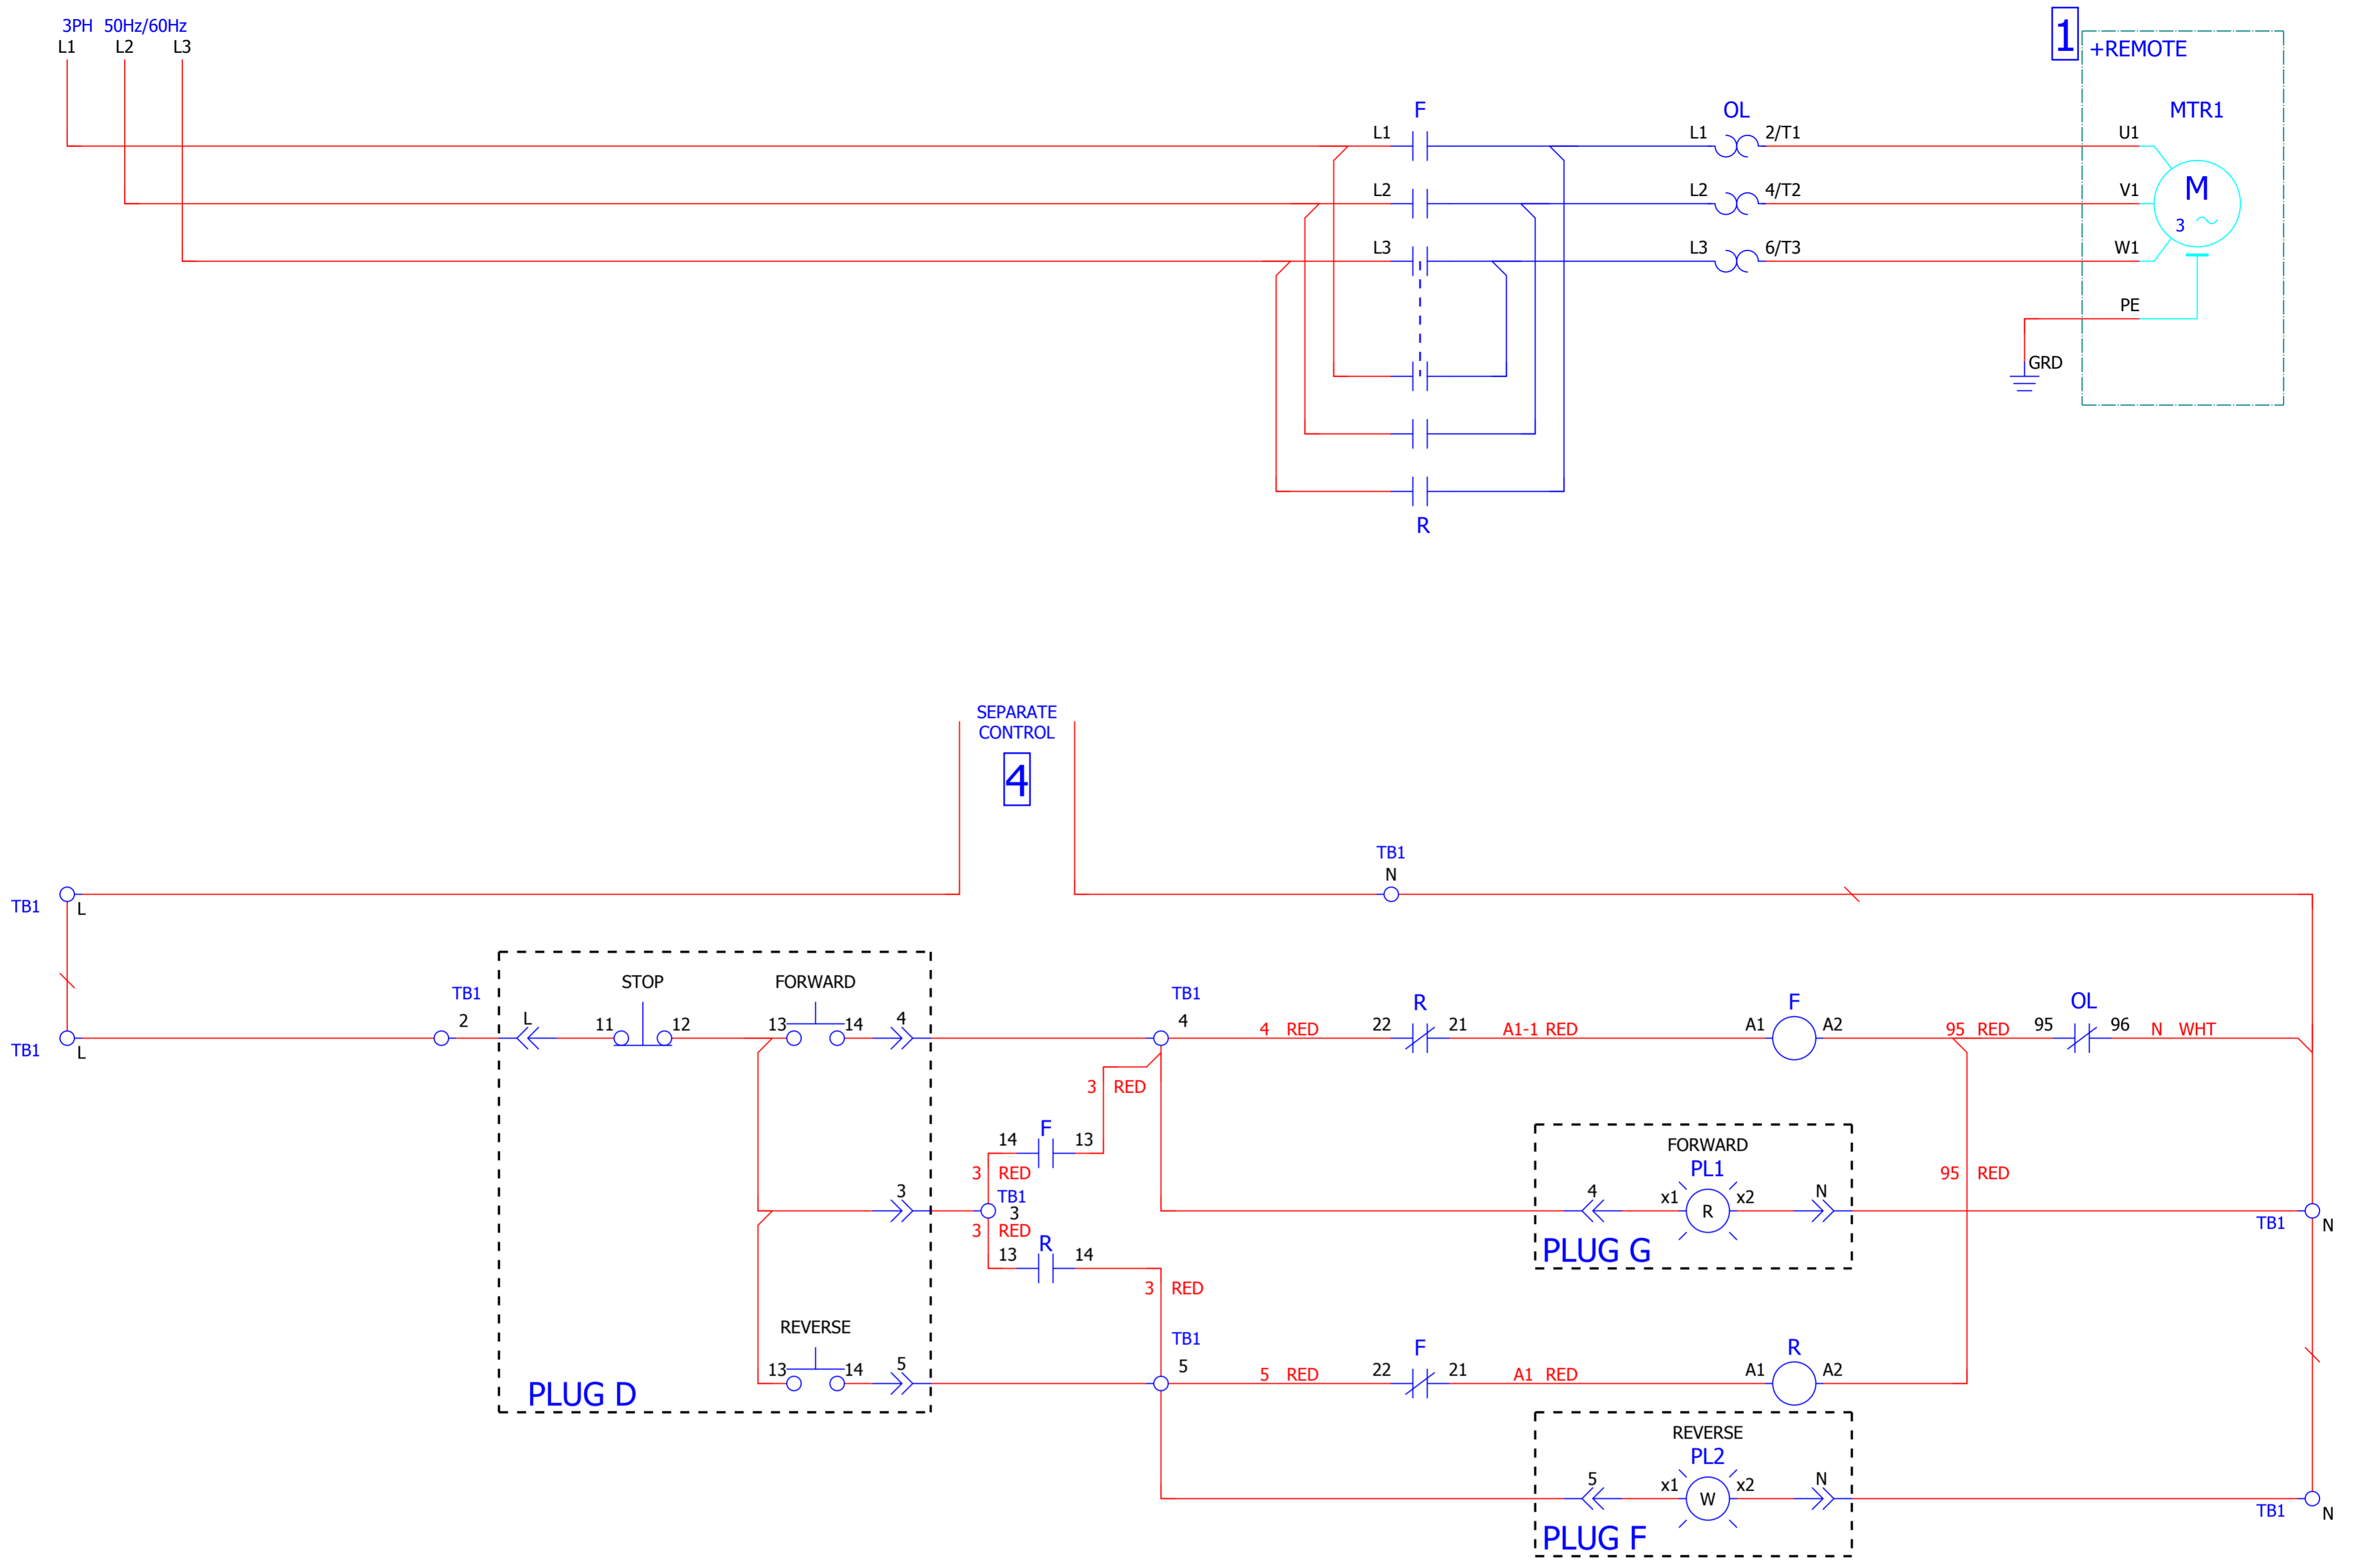 3PH 50Hz/60Hz
L1 L2 L3
1
+REMOTE
F
OL
MTR1
L1
L1
2/T1
U1
M
3
L2
L2
4/T2
V1
L3
L3
6/T3
W1
PE
GRD
R
SEPARATE
CONTROL
4
TB1
N
TB1
L
STOP
FORWARD
TB1
2
L
11
12
13
14
4
TB1
4
4 RED
R
22
21
A1-1 RED
F
A1
A2
95 RED
OL
95
96
N WHT
TB1
L
3 RED
F
14
13
3 RED
3
TB1
3
3 RED
R
13
14
3 RED
FORWARD
PL1
4
x1
R
x2
N
PLUG G
95 RED
TB1
N
REVERSE
13
14
5
PLUG D
TB1
5
5 RED
F
22
21
A1 RED
R
A1
A2
REVERSE
PL2
5
x1
W
x2
N
PLUG F
TB1
N